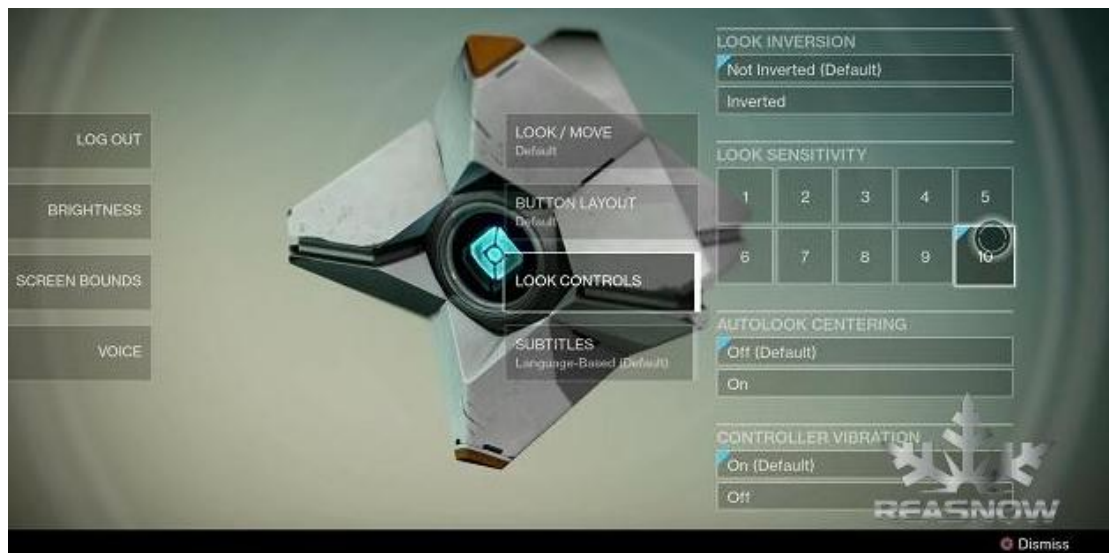 LOG OUT
BRIGHTNESS
SCREEN BOUNDS
VOICE
LOOK / MOVE
Default
BUTTON LAYOUT
Default
LOOK CONTROLS
SUBTITLES
Language-Based (Default)
LOOK INVERSION
Not Inverted (Default)
Inverted
LOOK SENSITIVITY
1 2 3 4 5
6 7 8 9 10
AUTOLOOK CENTERING
Off (Default)
On
CONTROLLER VIBRATION
On (Default)
Off
REASNOW
Dismiss